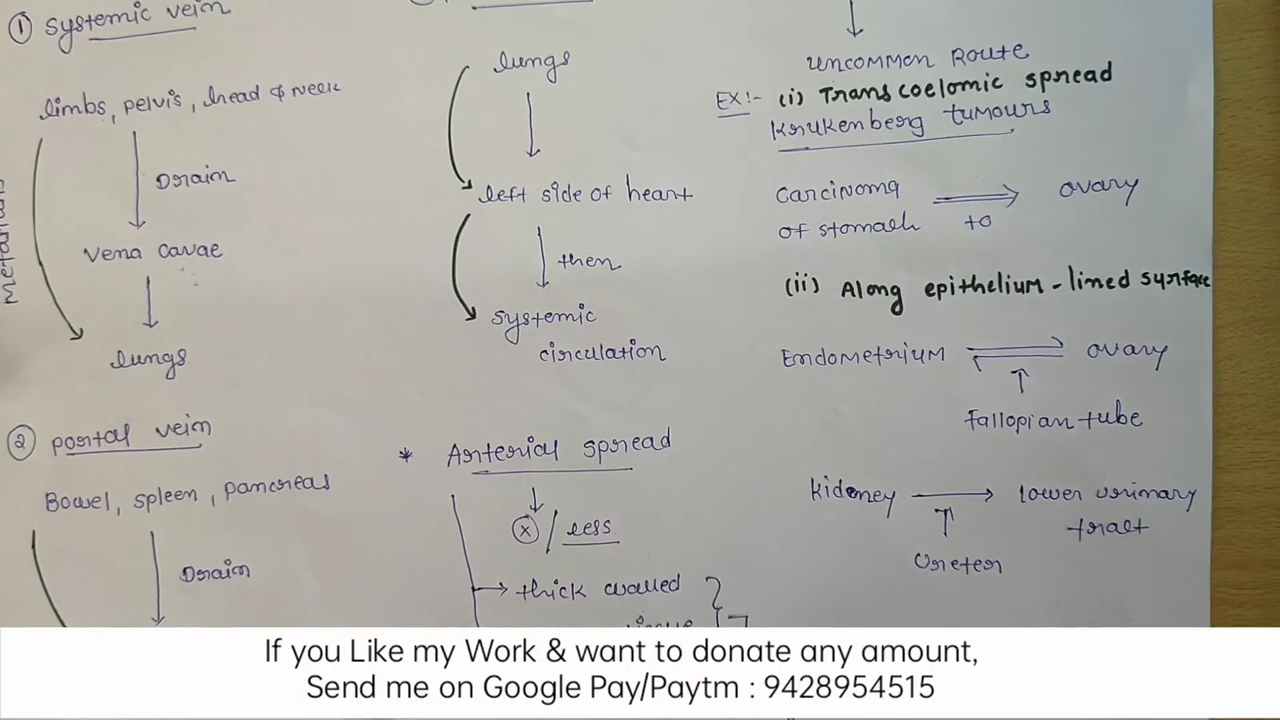 ① systemic vein
limbs, pelvis, head & neck
Drain
vena cavae
lungs
② portal vein
Bowel, spleen, pancreas
Drain
lungs
left side of heart
then
systemic
circulation
* Arterial spread
ⓧ / less
thick walled
uncommon Route
EX:- (i) Transcoelomic spread
Krukenberg tumours
carcinoma
of stomach
to
ovary
(ii) Along epithelium-lined surface
Endometrium
ovary
Fallopian tube
kideney
lower urinary
tract
Ureter
If you Like my Work & want to donate any amount,
Send me on Google Pay/Paytm : 9428954515